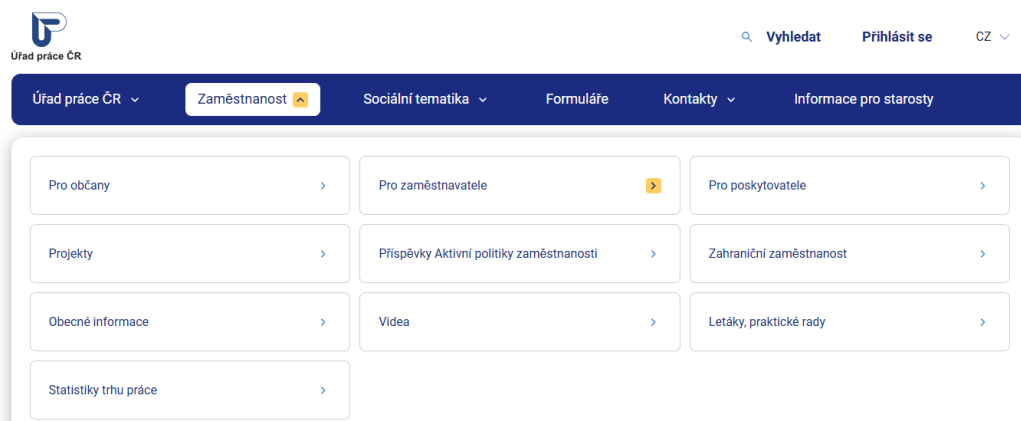 Úřad práce ČR
Vyhledat Přihlásit se CZ
Úřad práce ČR Zaměstnanost Sociální tematika Formuláře Kontakty Informace pro starosty
Pro občany Pro zaměstnavatele Pro poskytovatele
Projekty Příspěvky Aktivní politiky zaměstnanosti Zahraniční zaměstnanost
Obecné informace Videa Letáky, praktické rady
Statistiky trhu práce